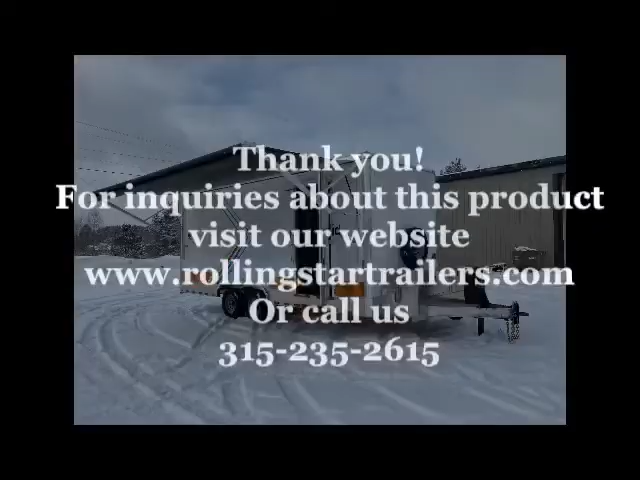 Thank you!
For inquiries about this product
visit our website
www.rollingstartrailers.com
Or call us
315-235-2615